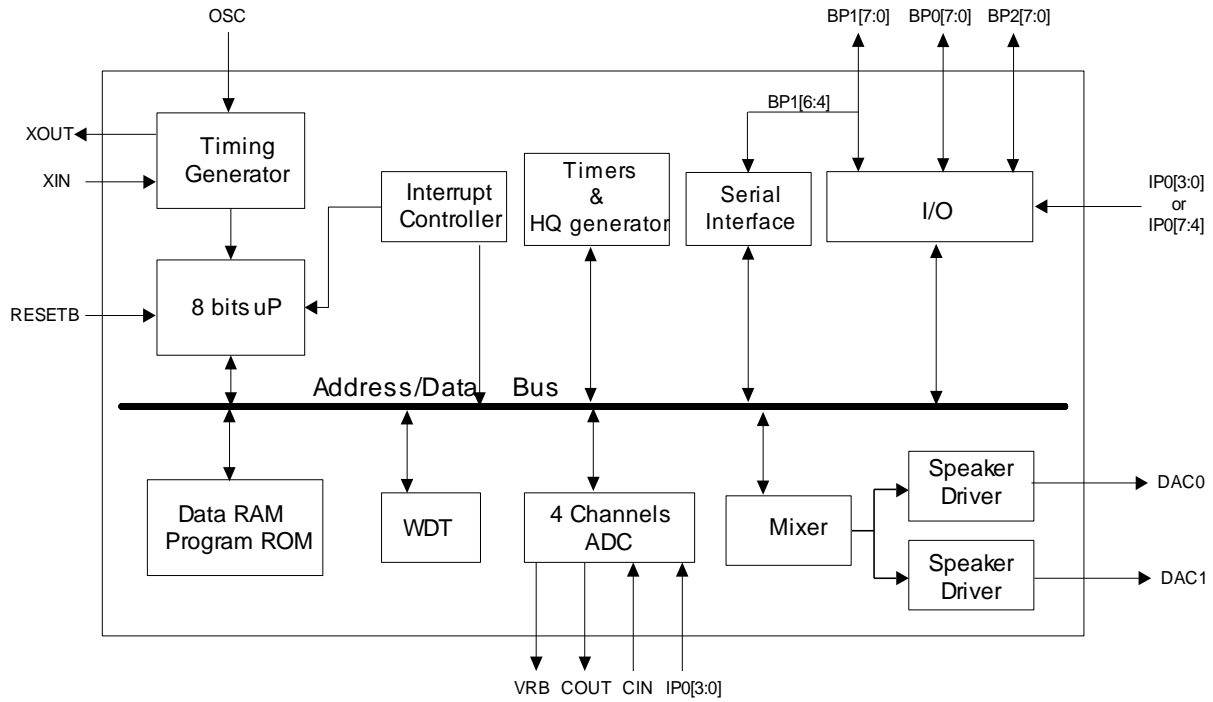 OSC
BP1[7:0] BP0[7:0] BP2[7:0]
BP1[6:4]
XOUT
XIN
Timing
Generator
Interrupt
Controller
Timers
&
HQ generator
Serial
Interface
I/O
IP0[3:0]
or
IP0[7:4]
RESETB
8 bits uP
Address/Data Bus
Data RAM
Program ROM
WDT
4 Channels
ADC
Mixer
Speaker
Driver
DAC0
Speaker
Driver
DAC1
VRB COUT CIN IP0[3:0]